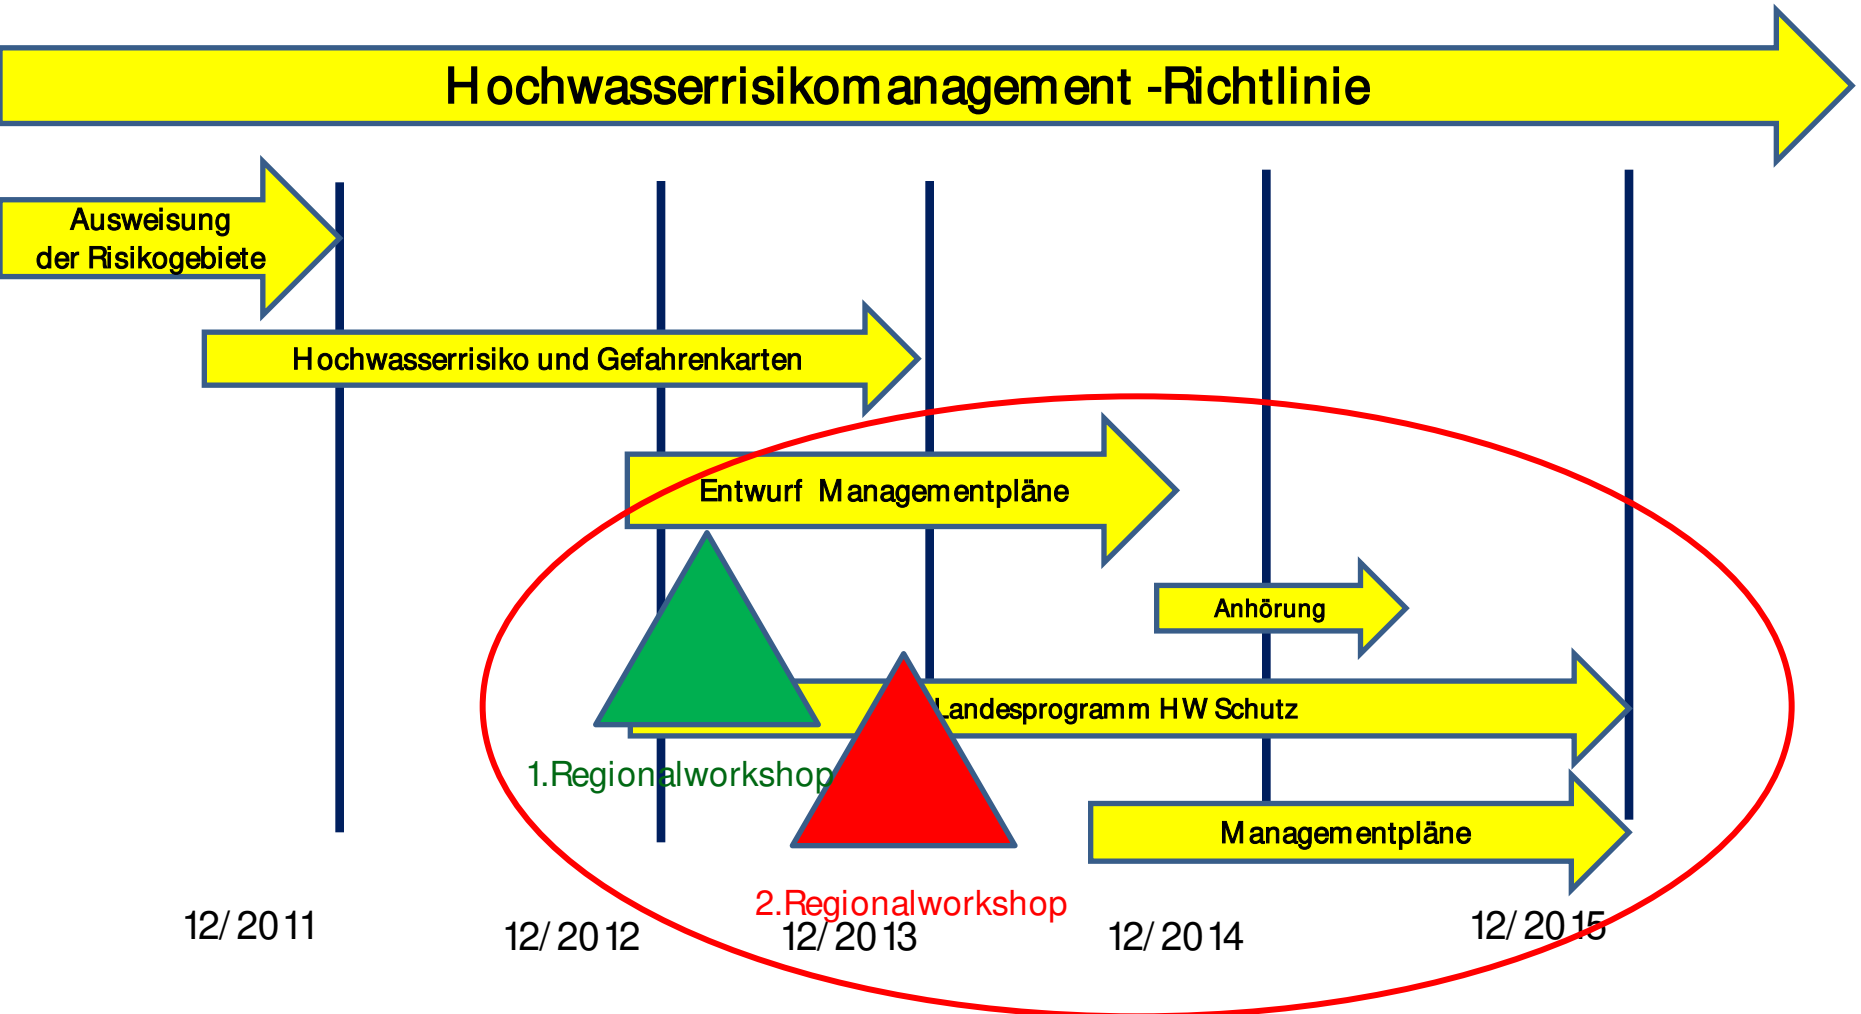 Hochwasserrisikomanagement -Richtlinie
Ausweisung
der Risikogebiete
Hochwasserrisiko und Gefahrenkarten
Entwurf Managementpläne
Anhörung
Landesprogramm HW Schutz
1.Regionalworkshop
Managementpläne
2.Regionalworkshop
12/2011
12/2012
12/2013
12/2014
12/2015